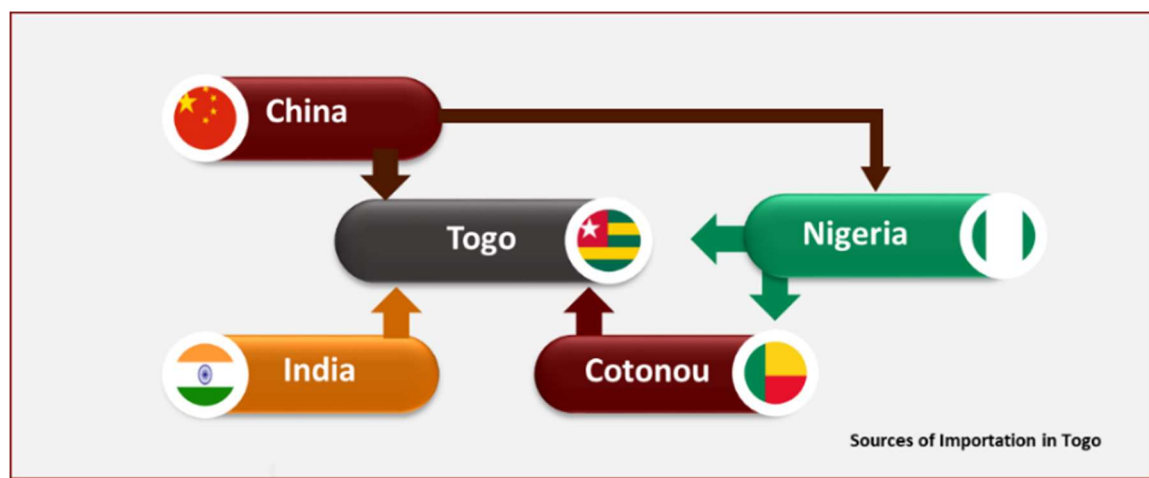 China
Togo
Nigeria
India
Cotonou
Sources of Importation in Togo